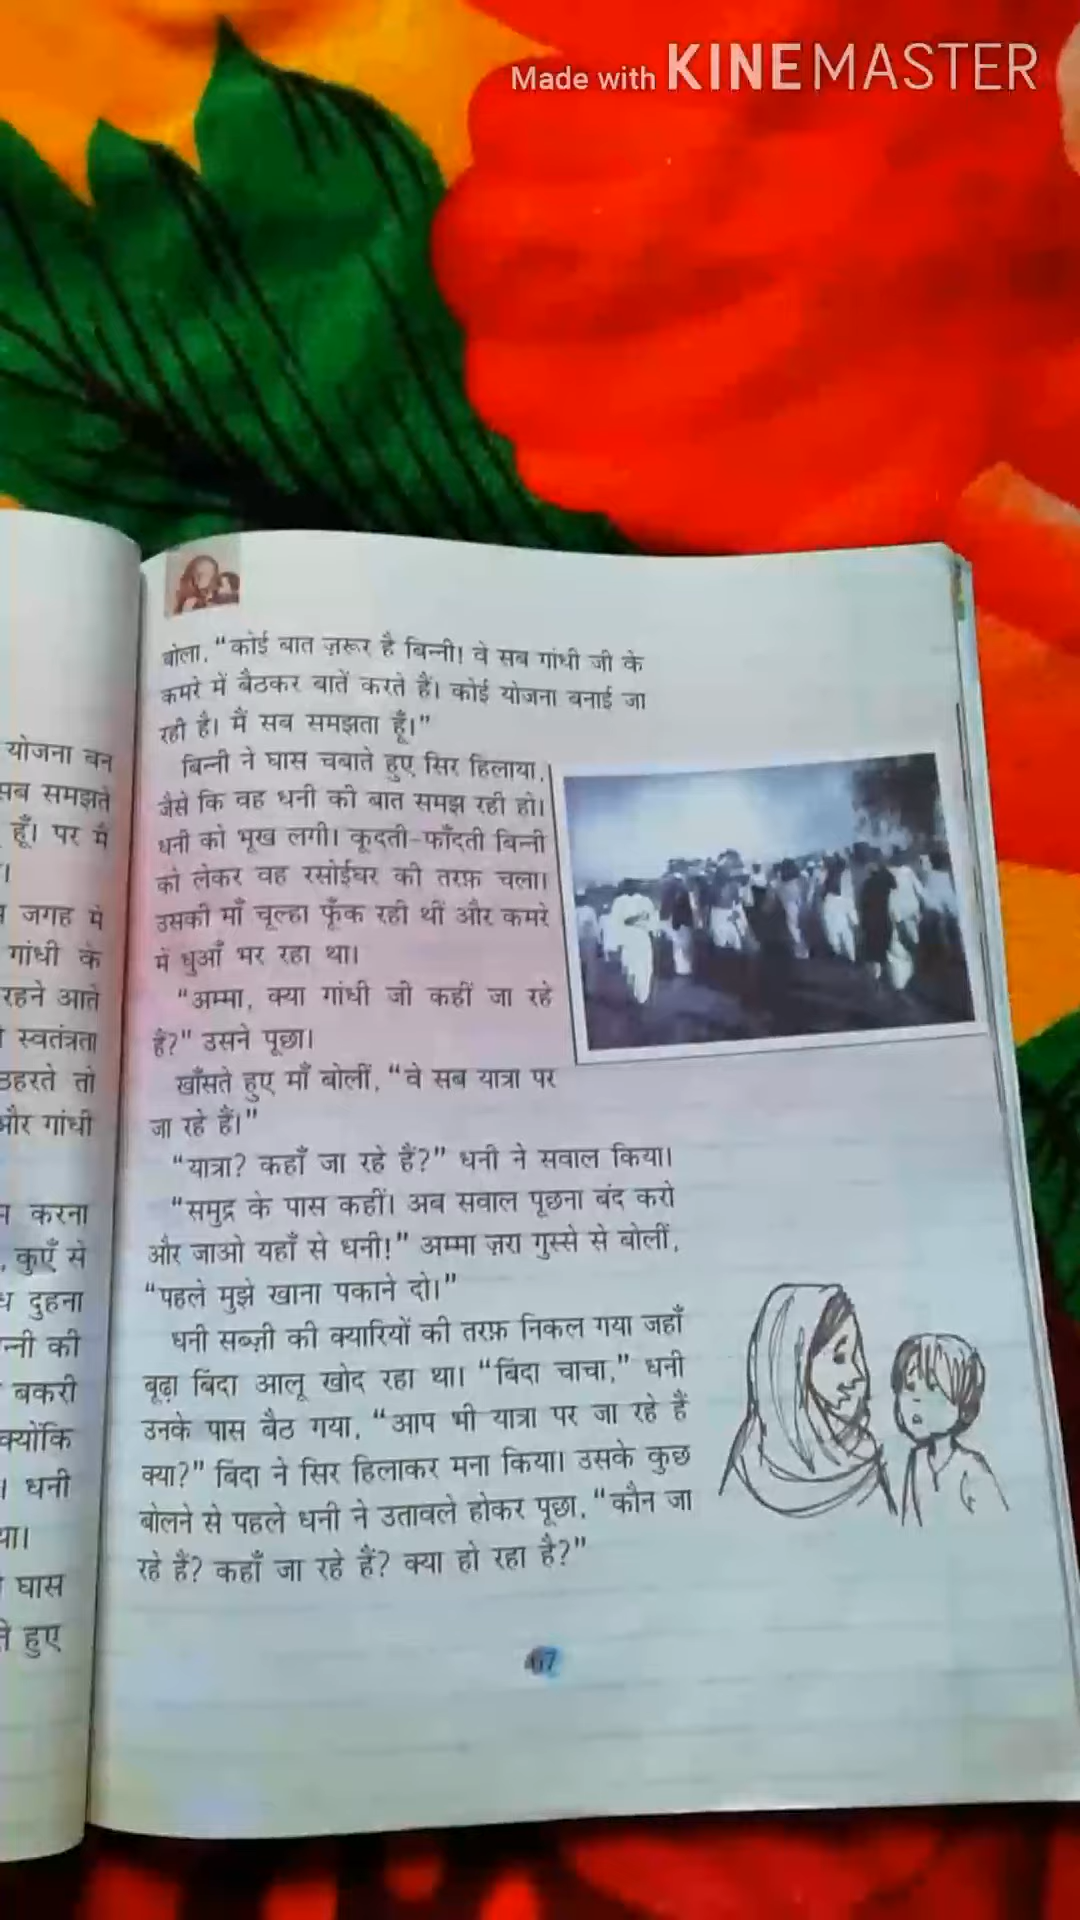 Made with KINEMASTER
योजना बन
सब समझते
हूँ। पर मैं
जगह में
गांधी के
रहने आते
स्वतंत्रता
ठहरते तो
और गांधी
करना
कुएँ से
दुहना
की
बकरी
क्योंकि
। धनी
था।
घास
हुए
बोला, “कोई बात ज़रूर है बिन्नी! वे सब गांधी जी के
कमरे में बैठकर बातें करते हैं। कोई योजना बनाई जा
रही है। मैं सब समझता हूँ।”
बिन्नी ने घास चबाते हुए सिर हिलाया,
जैसे कि वह धनी की बात समझ रही हो।
धनी को भूख लगी। कूदती-फाँदती बिन्नी
को लेकर वह रसोईघर की तरफ़ चला।
उसकी माँ चूल्हा फूँक रही थीं और कमरे
में धुआँ भर रहा था।
“अम्मा, क्या गांधी जी कहीं जा रहे
हैं?” उसने पूछा।
खाँसते हुए माँ बोलीं, “वे सब यात्रा पर
जा रहे हैं।”
“यात्रा? कहाँ जा रहे हैं?” धनी ने सवाल किया।
“समुद्र के पास कहीं। अब सवाल पूछना बंद करो
और जाओ यहाँ से धनी!” अम्मा ज़रा गुस्से से बोलीं,
“पहले मुझे खाना पकाने दो।”
धनी सब्ज़ी की क्यारियों की तरफ़ निकल गया जहाँ
बूढ़ा बिंदा आलू खोद रहा था। “बिंदा चाचा,” धनी
उनके पास बैठ गया, “आप भी यात्रा पर जा रहे हैं
क्या?” बिंदा ने सिर हिलाकर मना किया। उसके कुछ
बोलने से पहले धनी ने उतावले होकर पूछा, “कौन जा
रहे हैं? कहाँ जा रहे हैं? क्या हो रहा है?”